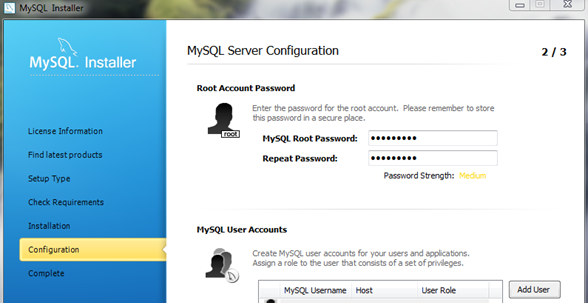 MySQL Installer
MySQL Server Configuration
2 / 3
MySQL. Installer
License Information
Find latest products
Setup Type
Check Requirements
Installation
Configuration
Complete
Root Account Password
Enter the password for the root account. Please remember to store
this password in a secure place.
root
MySQL Root Password: ●●●●●●●●●
Repeat Password: ●●●●●●●●●
Password Strength: Medium
MySQL User Accounts
Create MySQL user accounts for your users and applications.
Assign a role to the user that consists of a set of privileges.
MySQL Username Host User Role
Add User